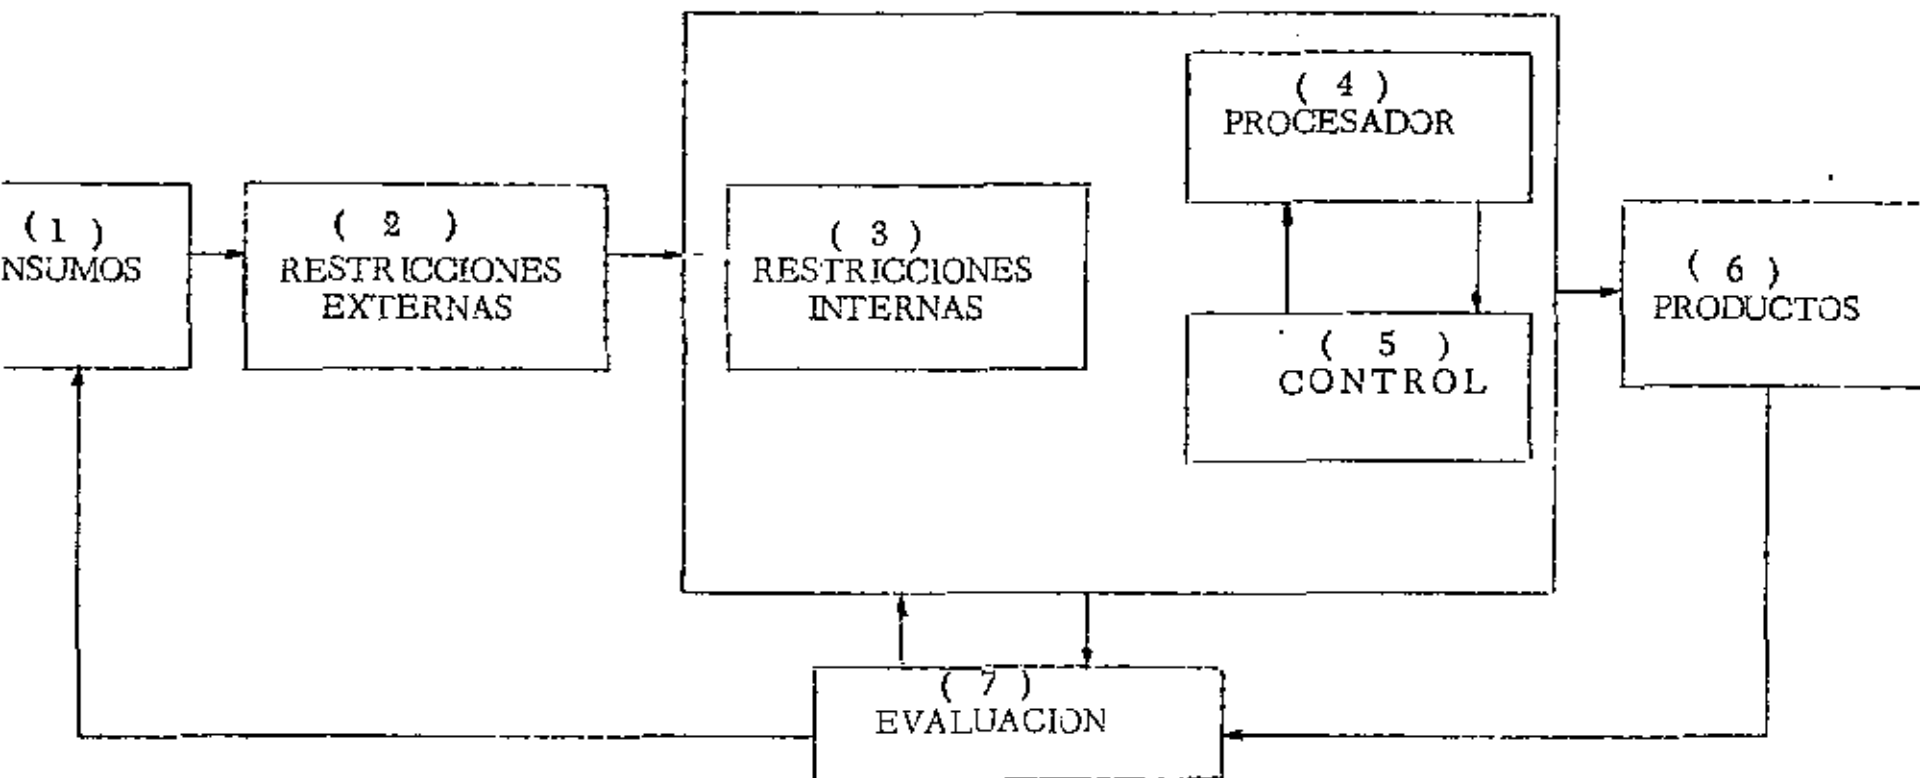 ( 1 )
NSUMOS
( 2 )
RESTRICCIONES
EXTERNAS
( 3 )
RESTRICCIONES
INTERNAS
( 4 )
PROCESADOR
( 5 )
CONTROL
( 6 )
PRODUCTOS
( 7 )
EVALUACION